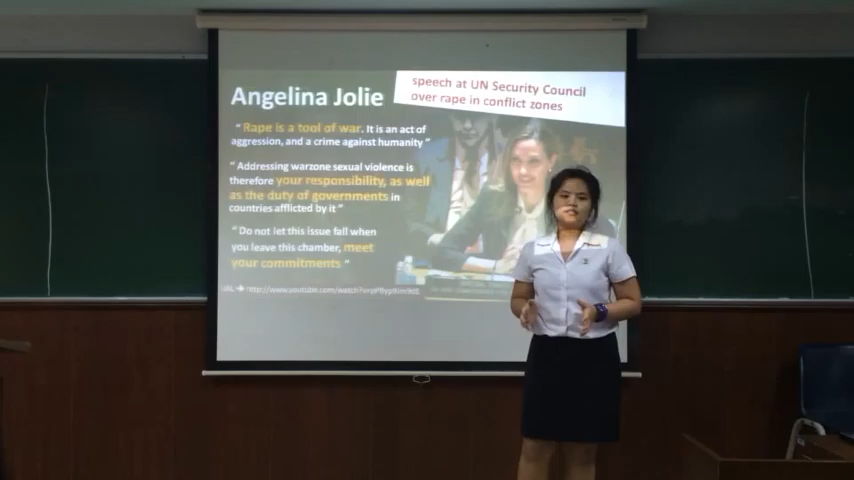 speech at UN Security Council
over rape in conflict zones
Angelina Jolie
“ Rape is a tool of war. It is an act of
aggression, and a crime against humanity ”
“ Addressing warzone sexual violence is
therefore your responsibility, as well
as the duty of governments in
countries afflicted by it ”
“ Do not let this issue fall when
you leave this chamber, meet
your commitments ”
URL ➔